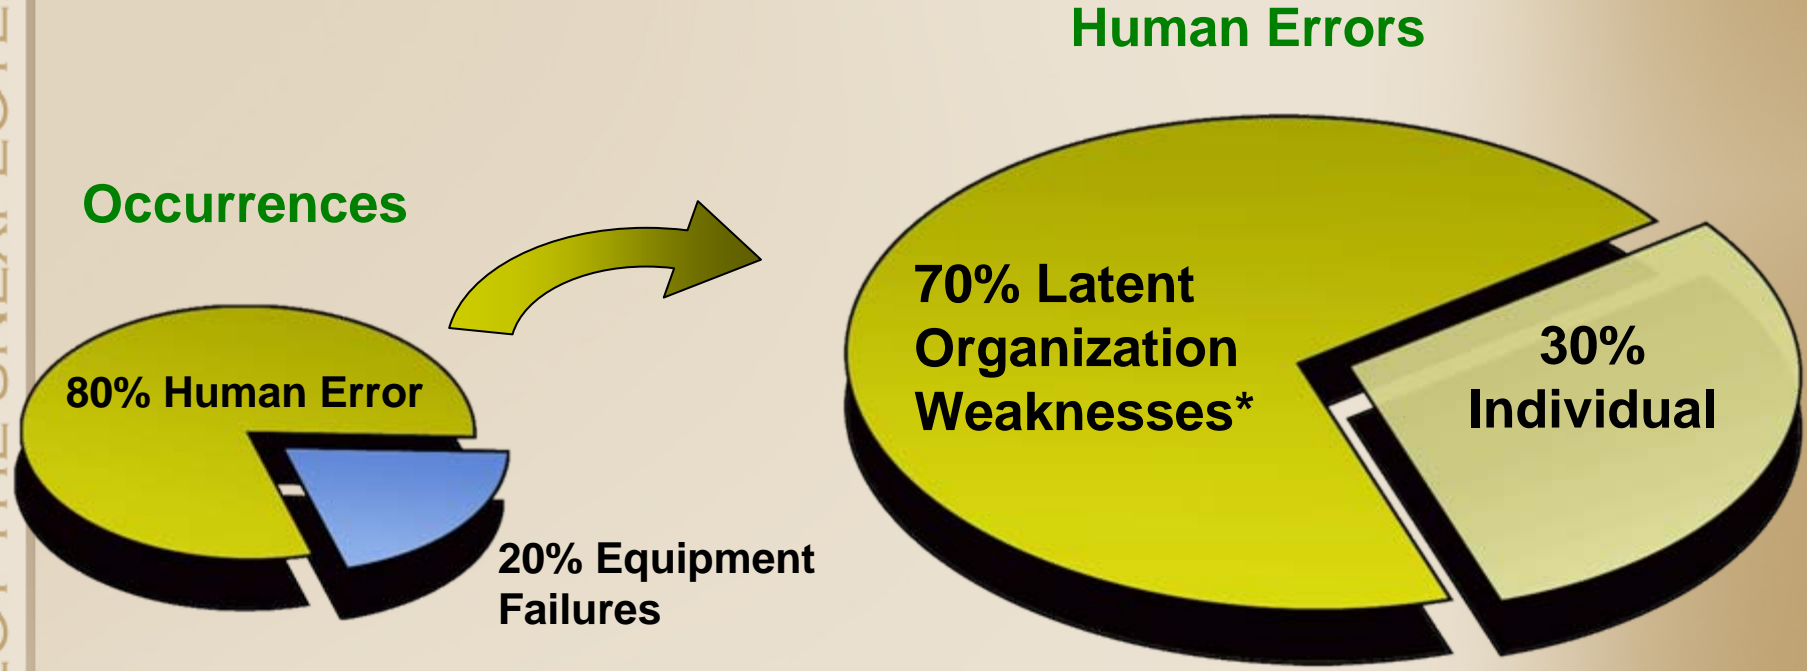 Human Errors
Occurrences
70% Latent
Organization
Weaknesses*
30%
Individual
80% Human Error
20% Equipment
Failures